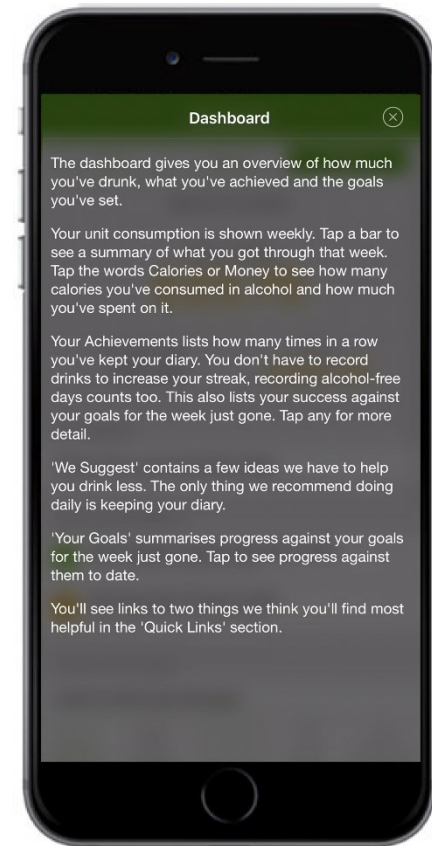 Dashboard
The dashboard gives you an overview of how much
you've drunk, what you've achieved and the goals
you've set.
Your unit consumption is shown weekly. Tap a bar to
see a summary of what you got through that week.
Tap the words Calories or Money to see how many
calories you've consumed in alcohol and how much
you've spent on it.
Your Achievements lists how many times in a row
you've kept your diary. You don't have to record
drinks to increase your streak, recording alcohol-free
days counts too. This also lists your success against
your goals for the week just gone. Tap any for more
detail.
'We Suggest' contains a few ideas we have to help
you drink less. The only thing we recommend doing
daily is keeping your diary.
'Your Goals' summarises progress against your goals
for the week just gone. Tap to see progress against
them to date.
You'll see links to two things we think you'll find most
helpful in the 'Quick Links' section.